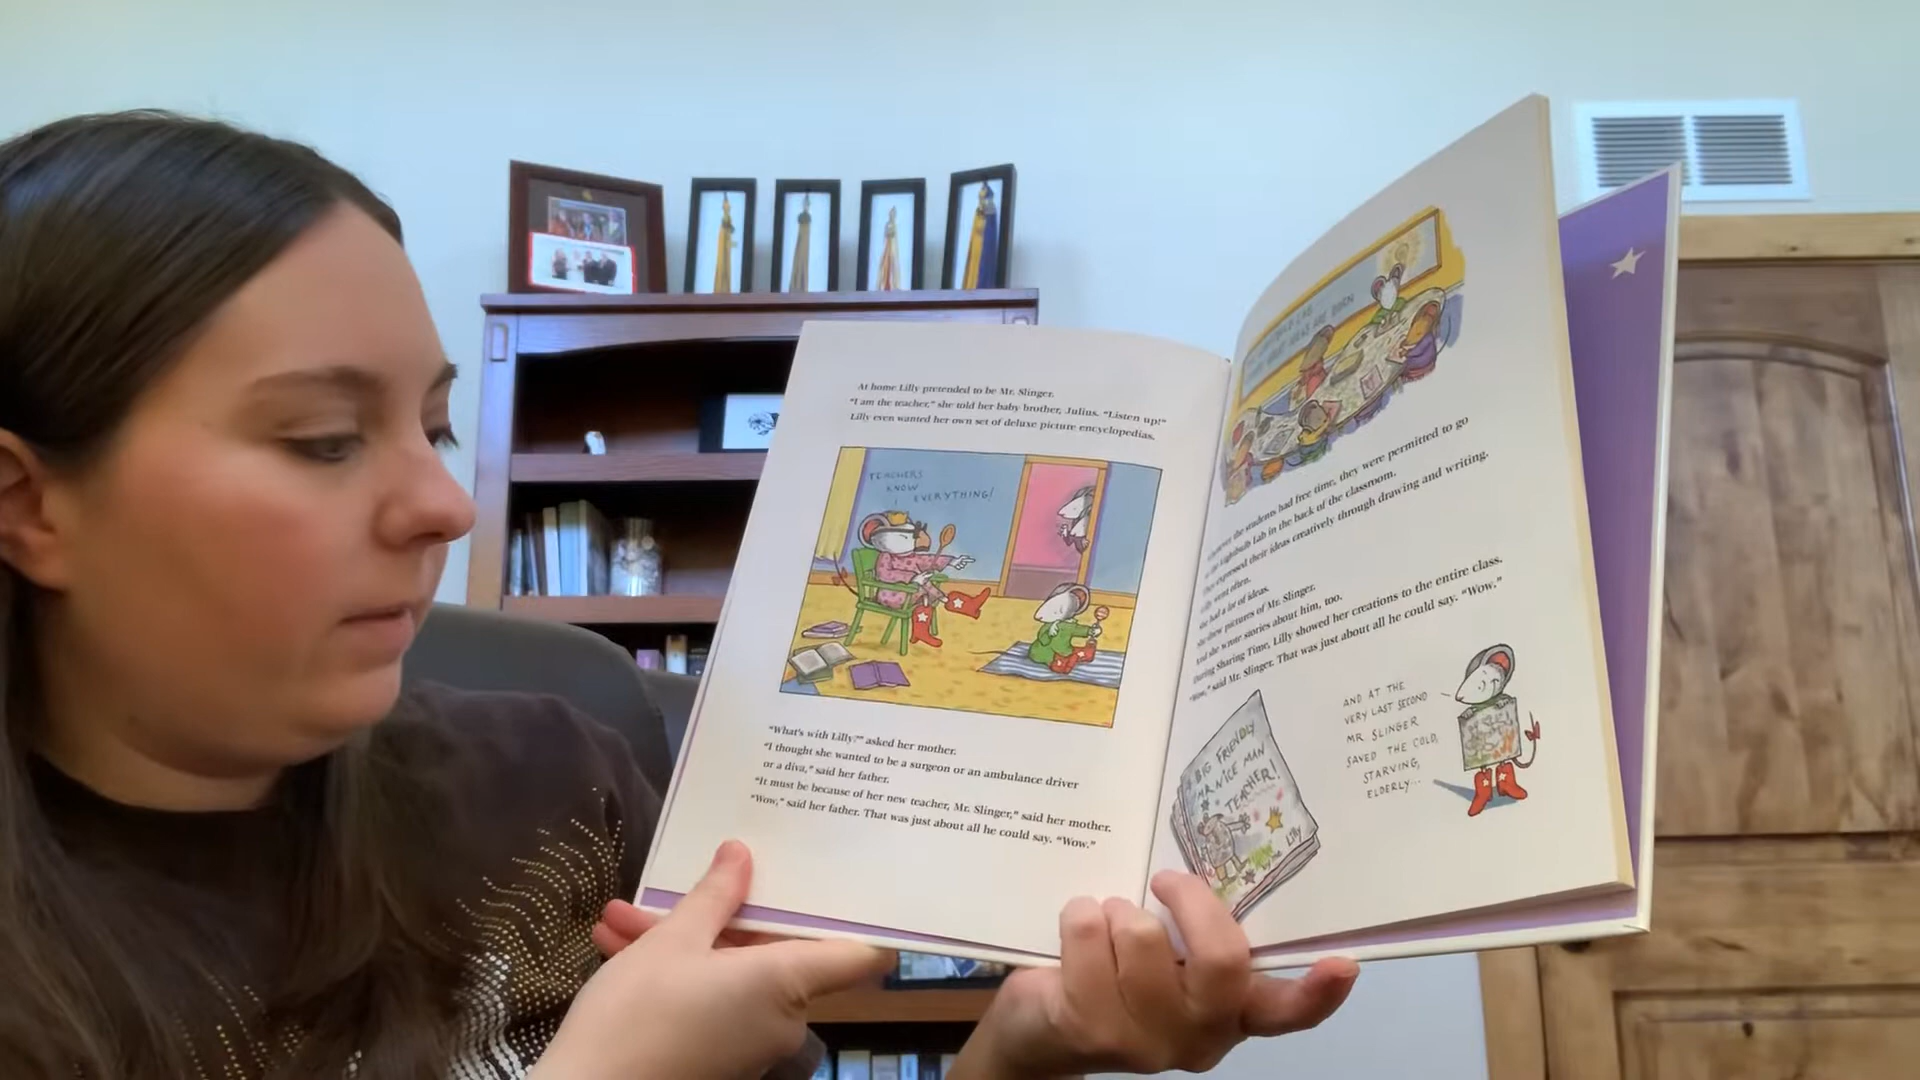 At home Lilly pretended to be Mr. Slinger.
"I am the teacher," she told her baby brother, Julius. "Listen up!"
Lilly even wanted her own set of deluxe picture encyclopedias.
TEACHERS
KNOW
EVERYTHING!
"What's with Lilly?" asked her mother.
"I thought she wanted to be a surgeon or an ambulance driver
or a diva," said her father.
"It must be because of her new teacher, Mr. Slinger," said her mother.
"Wow," said her father. That was just about all he could say. "Wow."
the students had free time, they were permitted to go
Lightbulb Lab in the back of the classroom.
They expressed their ideas creatively through drawing and writing.
Lilly went often.
She had a lot of ideas.
She drew pictures of Mr. Slinger.
And she wrote stories about him, too.
During Sharing Time, Lilly showed her creations to the entire class.
"Wow," said Mr. Slinger. That was just about all he could say. "Wow."
BIG FRIENDLY
NICE MAN
TEACHER!
by me Lilly
AND AT THE
VERY LAST SECOND
MR SLINGER
SAVED THE COLD,
STARVING,
ELDERLY...